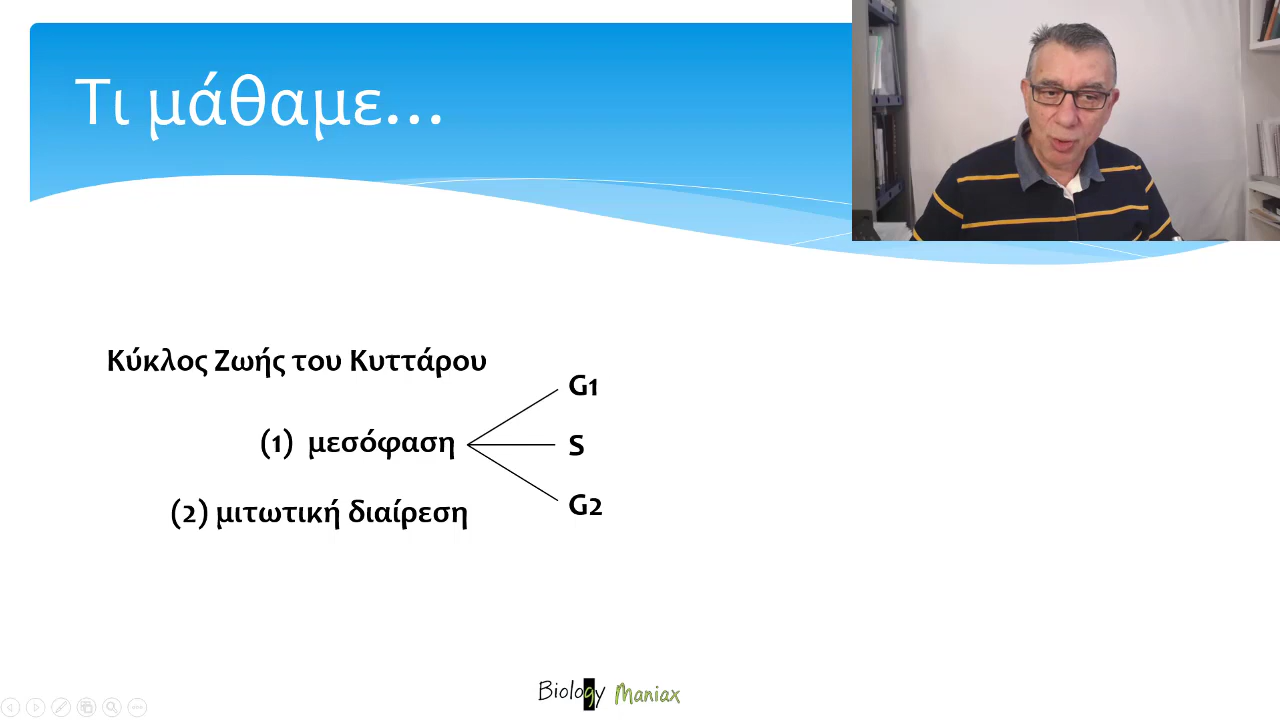 Τι μάθαμε...
Κύκλος Ζωής του Κυττάρου
G1
(1) μεσόφαση
S
G2
(2) μιτωτική διαίρεση
Biology Maniax